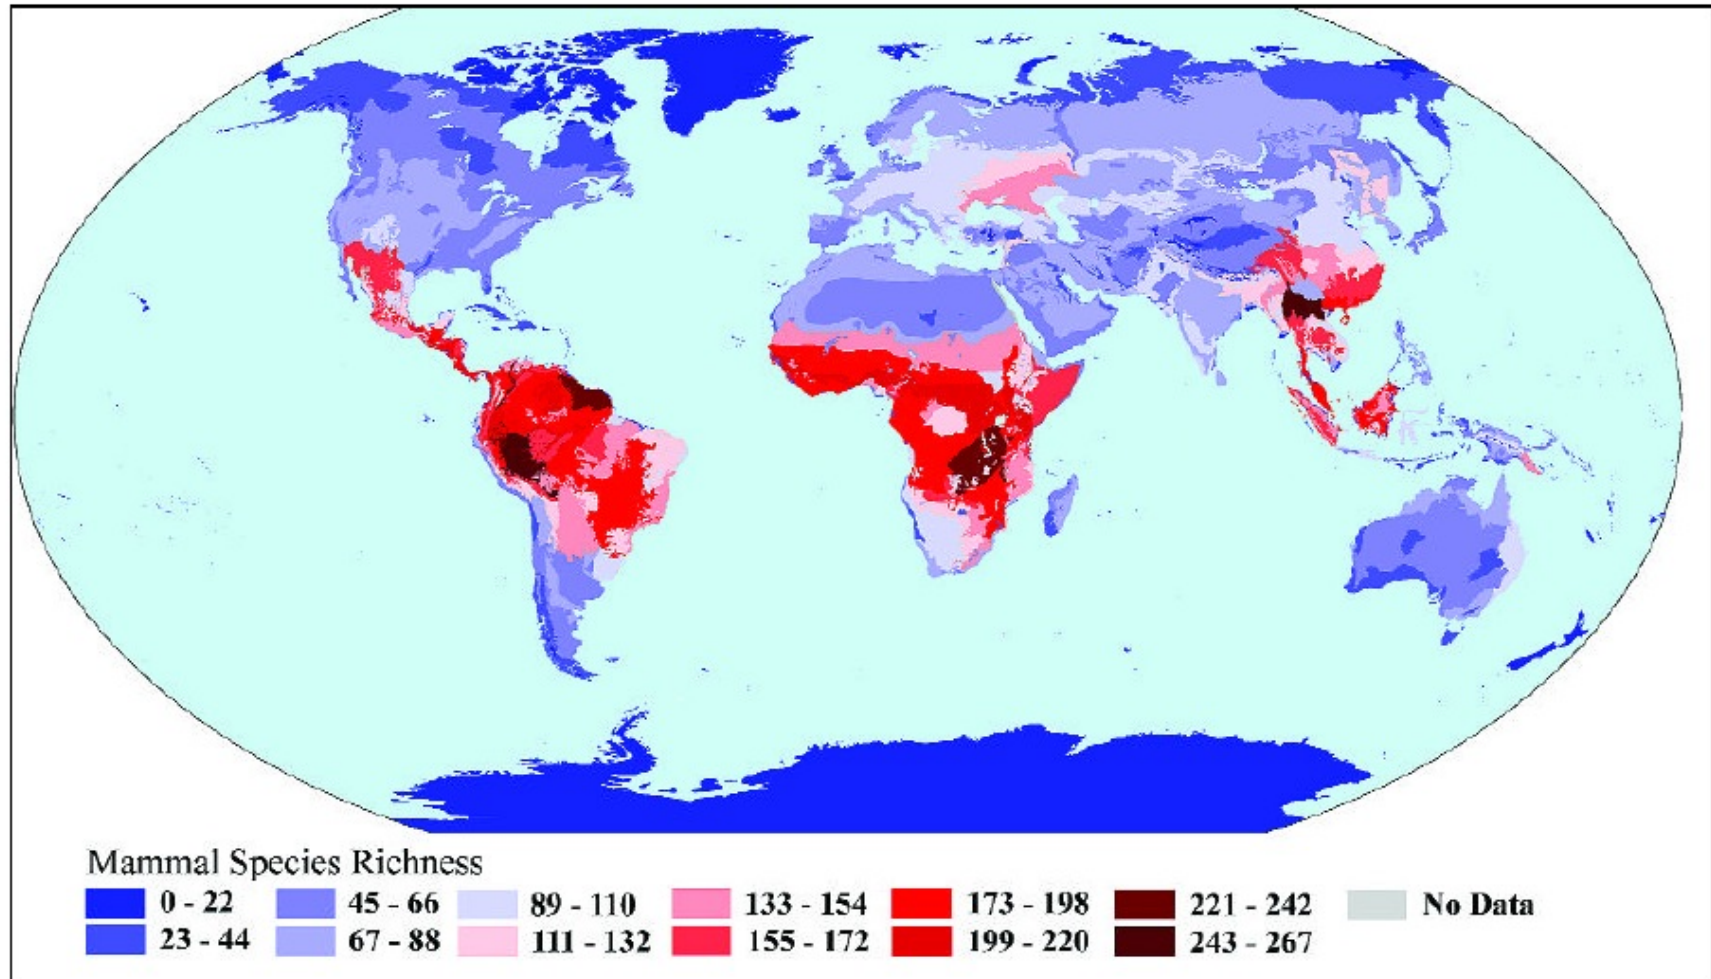 Mammal Species Richness
0 - 22 45 - 66 89 - 110 133 - 154 173 - 198 221 - 242 No Data
23 - 44 67 - 88 111 - 132 155 - 172 199 - 220 243 - 267